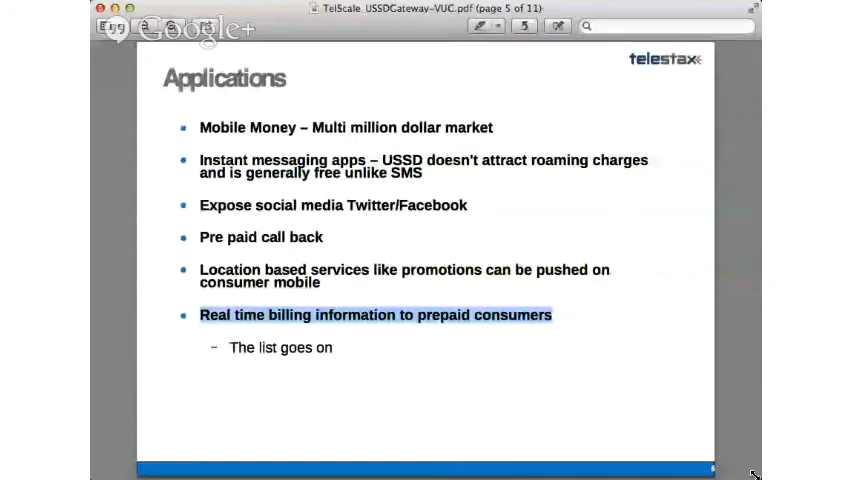 TelScale_USSDGateway-VUC.pdf (page 5 of 11)
Google+
telestax
Applications
Mobile Money – Multi million dollar market
Instant messaging apps – USSD doesn't attract roaming charges
and is generally free unlike SMS
Expose social media Twitter/Facebook
Pre paid call back
Location based services like promotions can be pushed on
consumer mobile
Real time billing information to prepaid consumers
– The list goes on